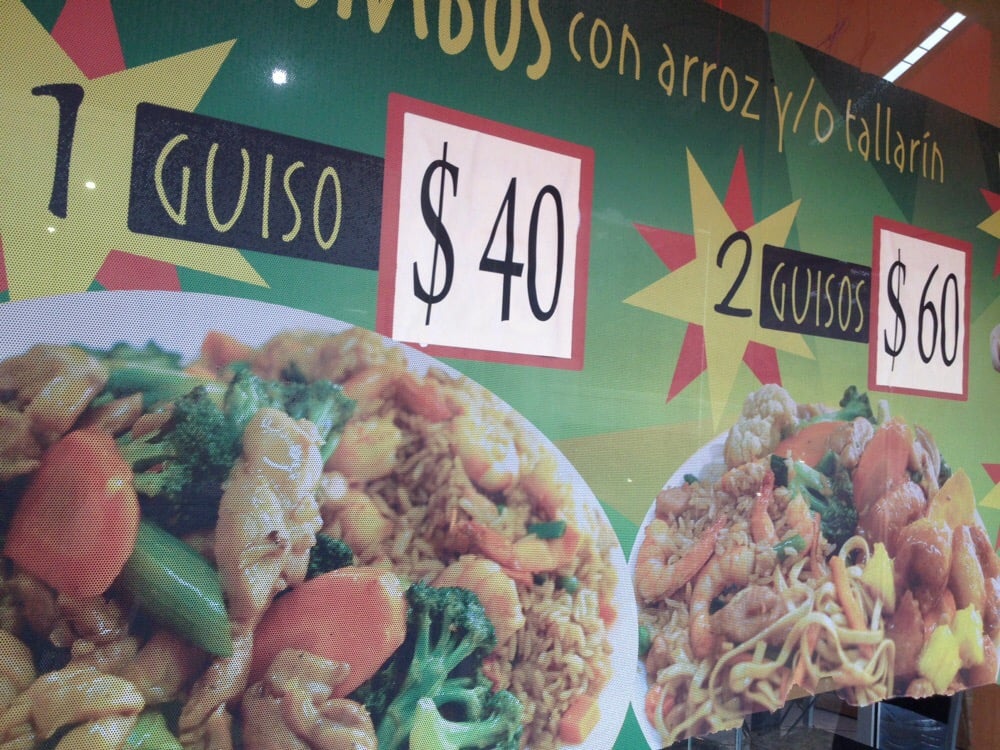 con arroz y/o tallarín
1 GUISO $40
2 GUISOS $60